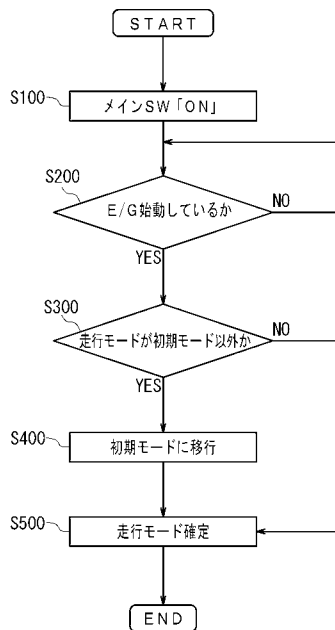 START
S100
メインSW「ON」
S200
E/G始動しているか
NO
YES
S300
走行モードが初期モード以外か
NO
YES
S400
初期モードに移行
S500
走行モード確定
END